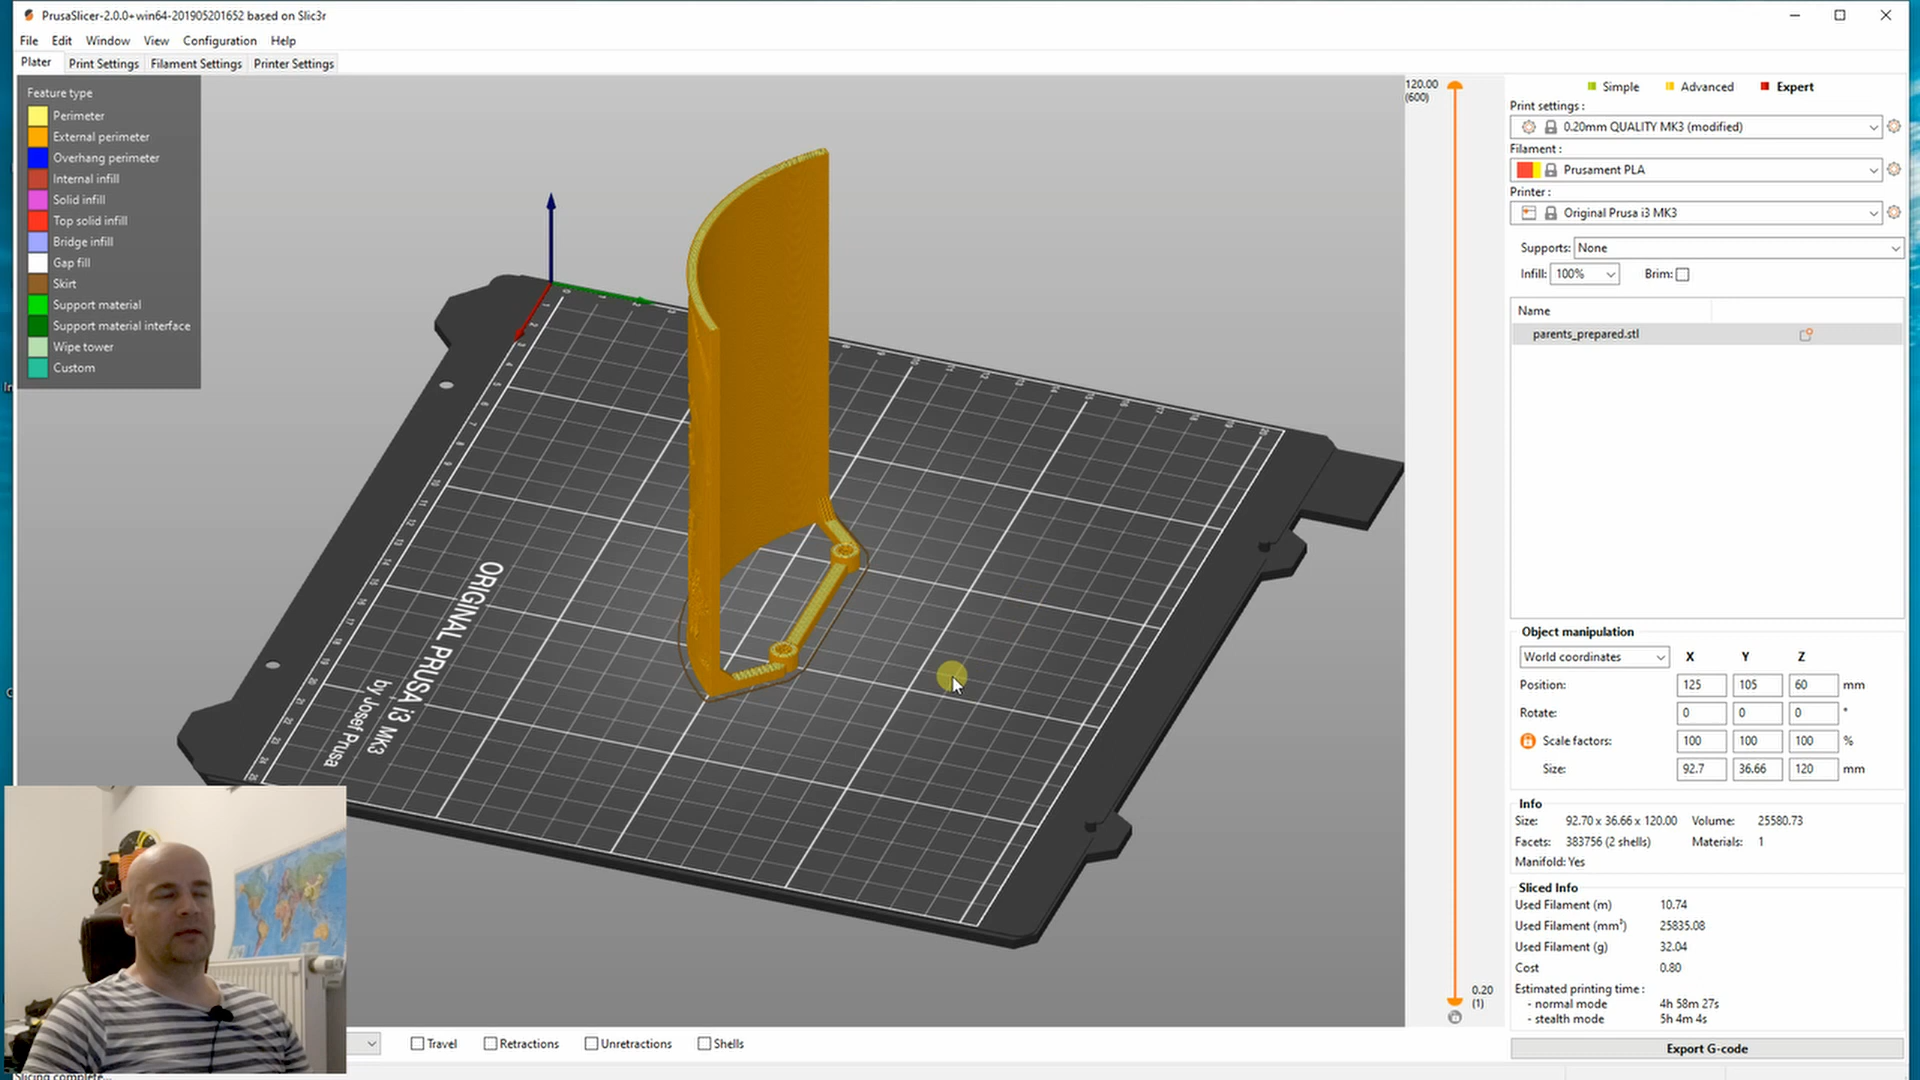 PrusaSlicer-2.0.0+win64-201905201652 based on Slic3r
File Edit Window View Configuration Help
Plater Print Settings Filament Settings Printer Settings
Feature type
Perimeter
External perimeter
Overhang perimeter
Internal infill
Solid infill
Top solid infill
Bridge infill
Gap fill
Skirt
Support material
Support material interface
Wipe tower
Custom
ORIGINAL PRUSA i3 MK3
by Josef Prusa
120.00
(600)
0.20
(1)
Simple Advanced Expert
Print settings :
0.20mm QUALITY MK3 (modified)
Filament :
Prusament PLA
Printer :
Original Prusa i3 MK3
Supports: None
Infill: 100% Brim:
Name
parents_prepared.stl
Object manipulation
World coordinates X Y Z
Position: 125 105 60 mm
Rotate: 0 0 0 °
Scale factors: 100 100 100 %
Size: 92.7 36.66 120 mm
Info
Size: 92.70 x 36.66 x 120.00 Volume: 25580.73
Facets: 383756 (2 shells) Materials: 1
Manifold: Yes
Sliced Info
Used Filament (m) 10.74
Used Filament (mm³) 25835.08
Used Filament (g) 32.04
Cost 0.80
Estimated printing time :
- normal mode 4h 58m 27s
- stealth mode 5h 4m 4s
Export G-code
Travel Retractions Unretractions Shells
Slicing complete...